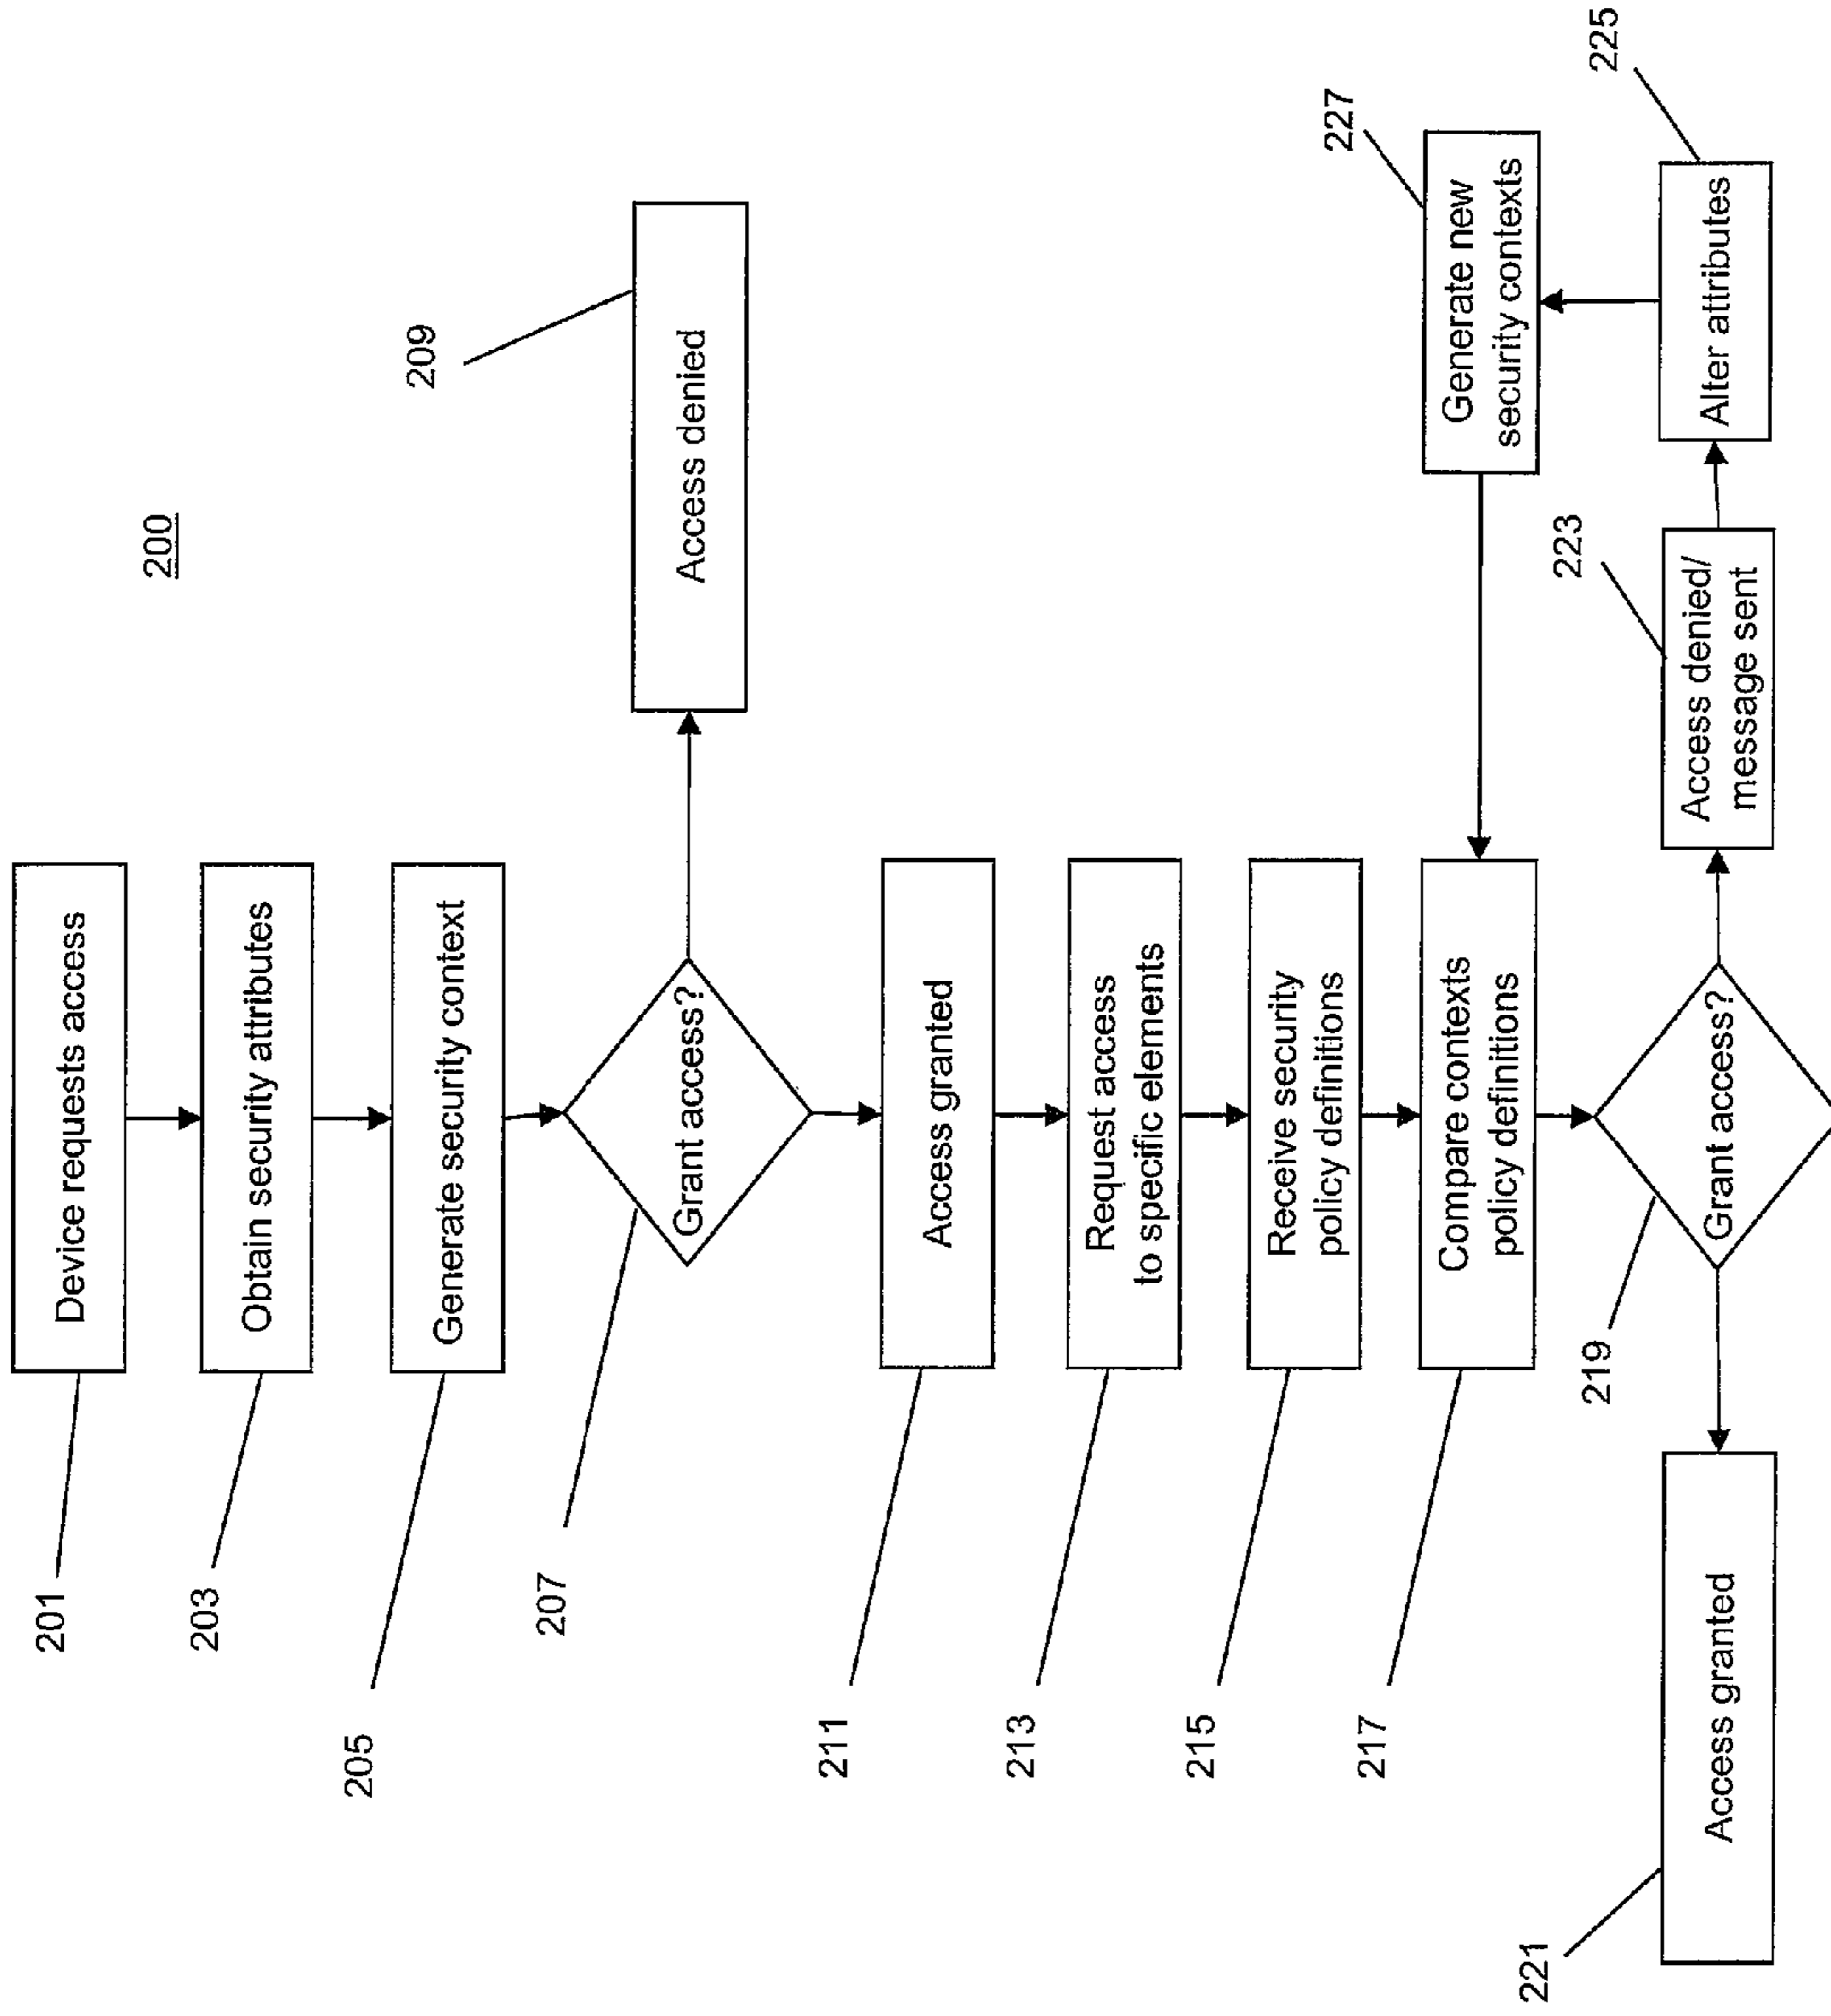 200
201
Device requests access
203
Obtain security attributes
205
Generate security context
207
Grant access?
209
Access denied
211
Access granted
213
Request access
to specific elements
215
Receive security
policy definitions
217
Compare contexts
policy definitions
227
Generate new
security contexts
219
Grant access?
221
Access granted
223
Access denied/
message sent
225
Alter attributes